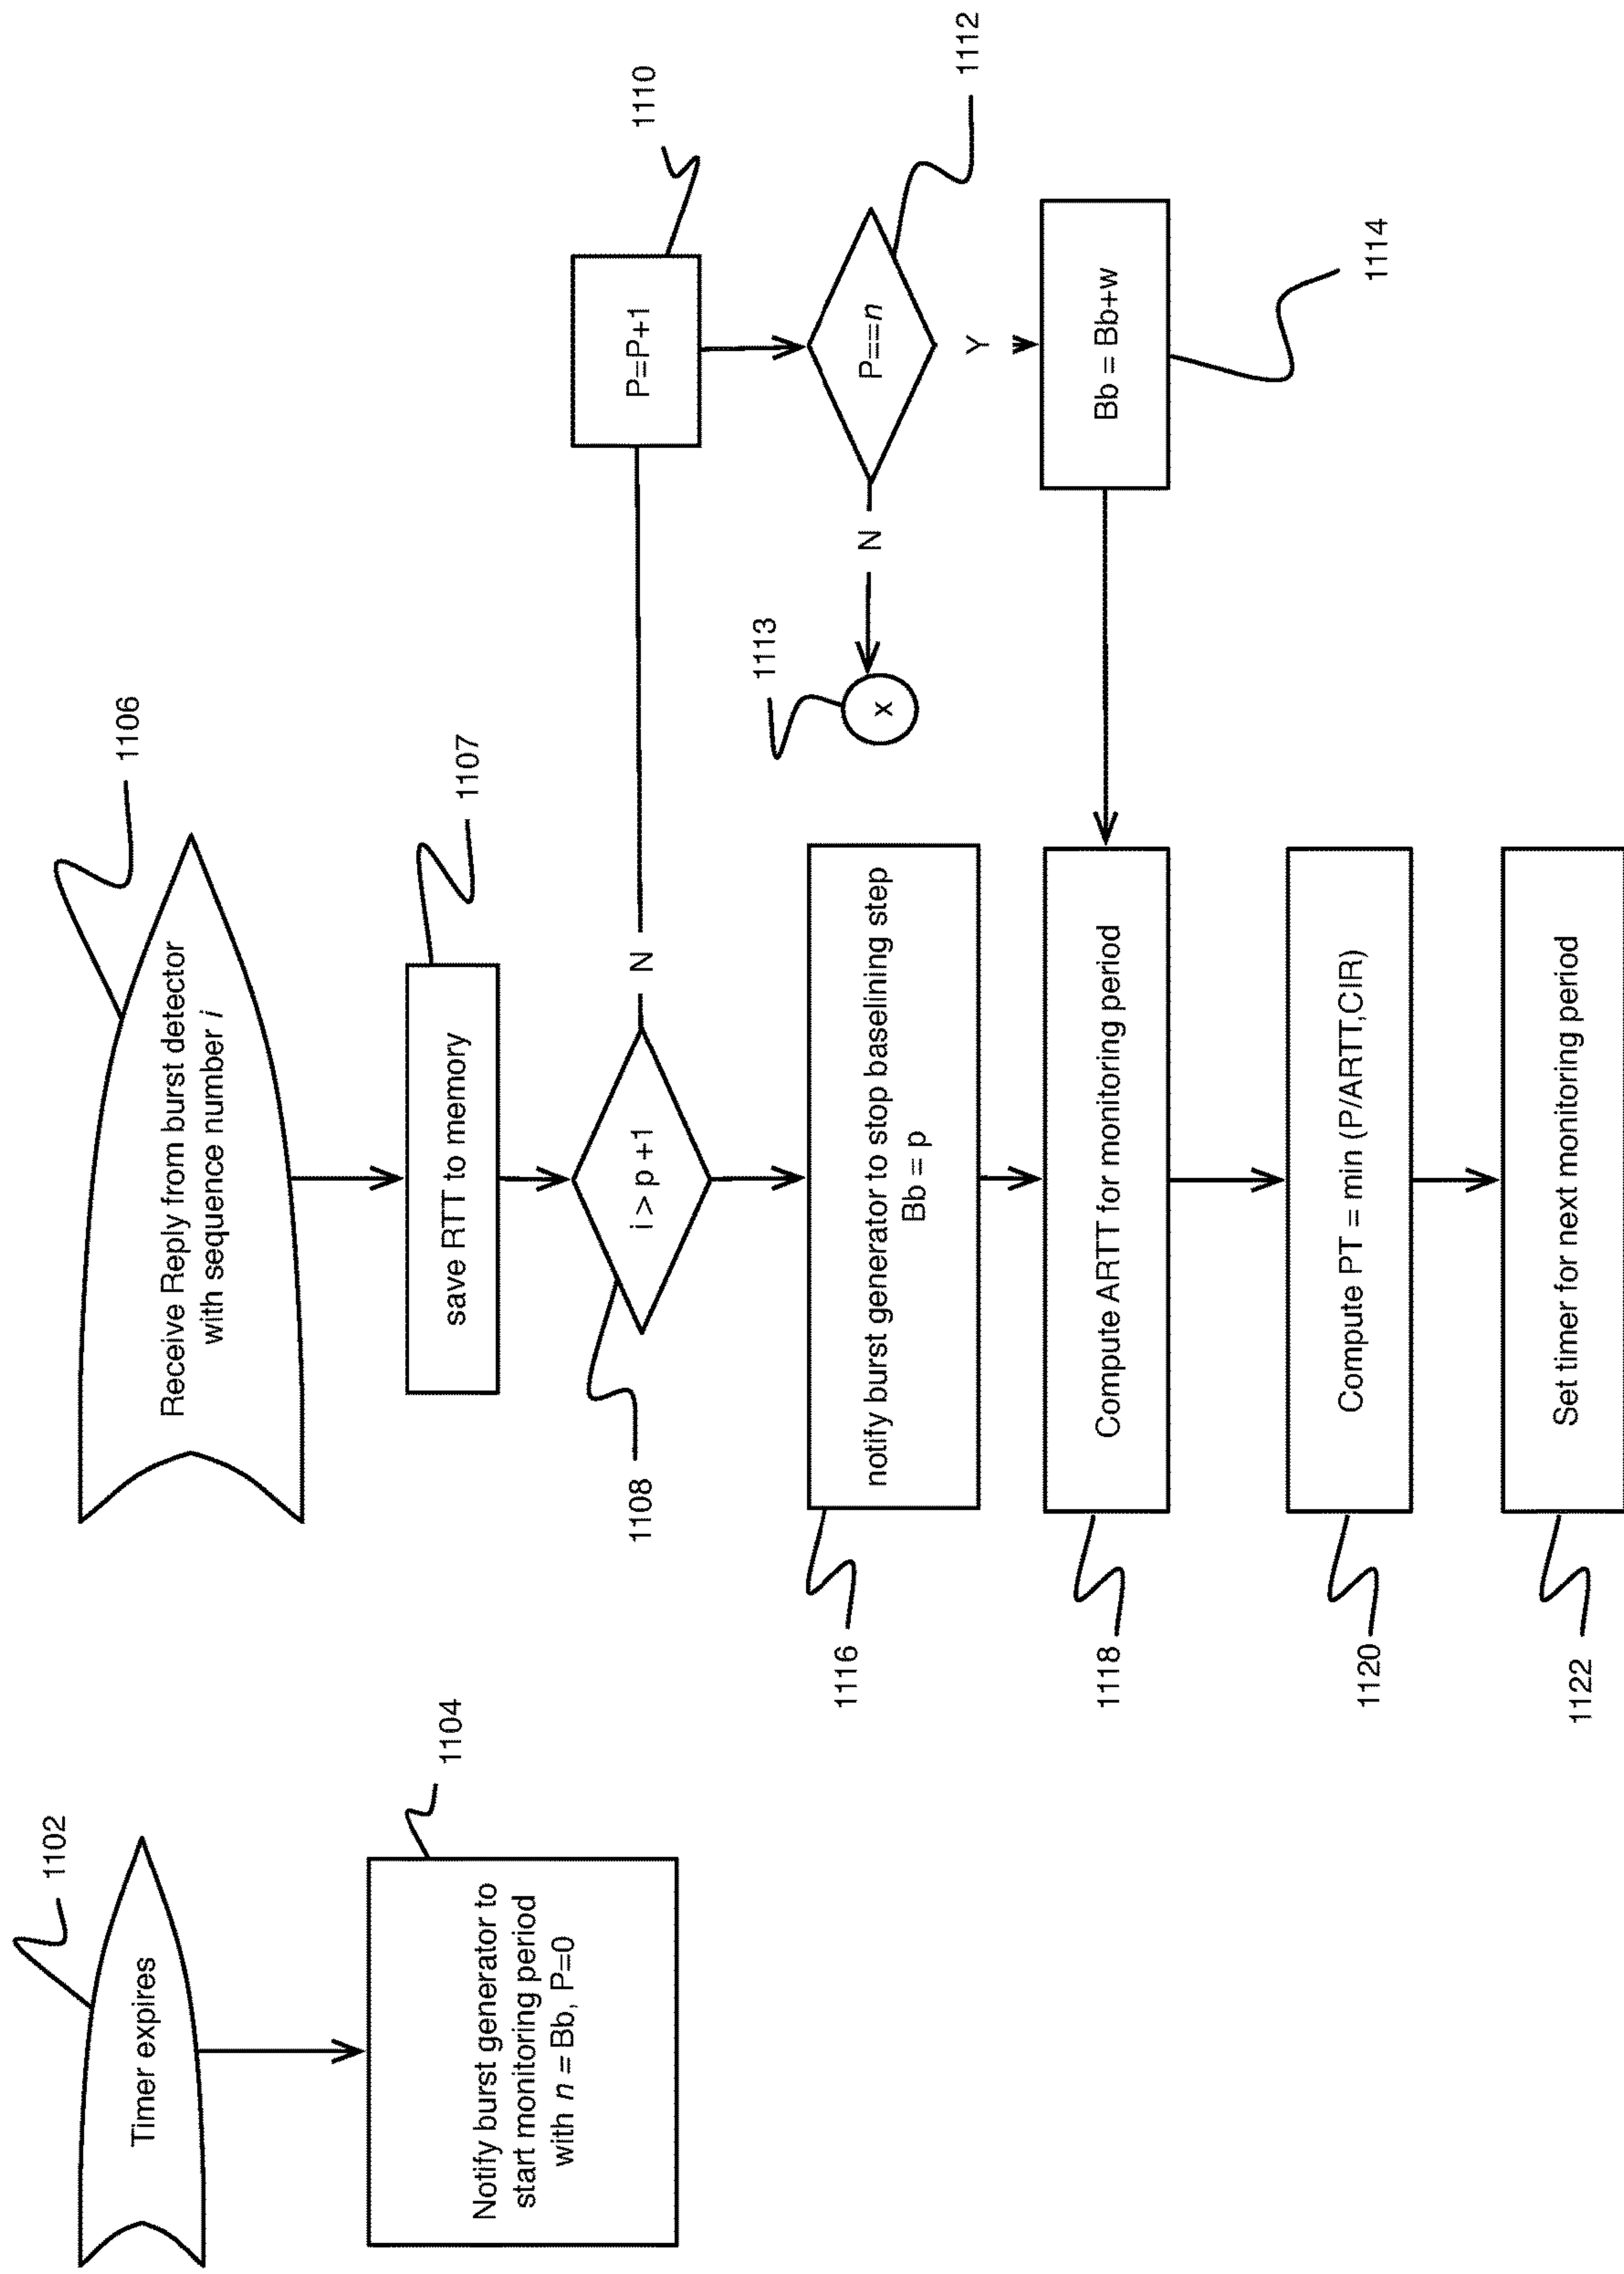 1102
Timer expires
1104
Notify burst generator to
start monitoring period
with n = Bb, P=0
1106
Receive Reply from burst detector
with sequence number i
1107
save RTT to memory
1108
i > p +1
N
1110
P=P+1
1112
P==n
N
1113
x
Y
1114
Bb = Bb+w
1116
notify burst generator to stop baselining step
Bb = p
1118
Compute ARTT for monitoring period
1120
Compute PT = min (P/ARTT,CIR)
1122
Set timer for next monitoring period